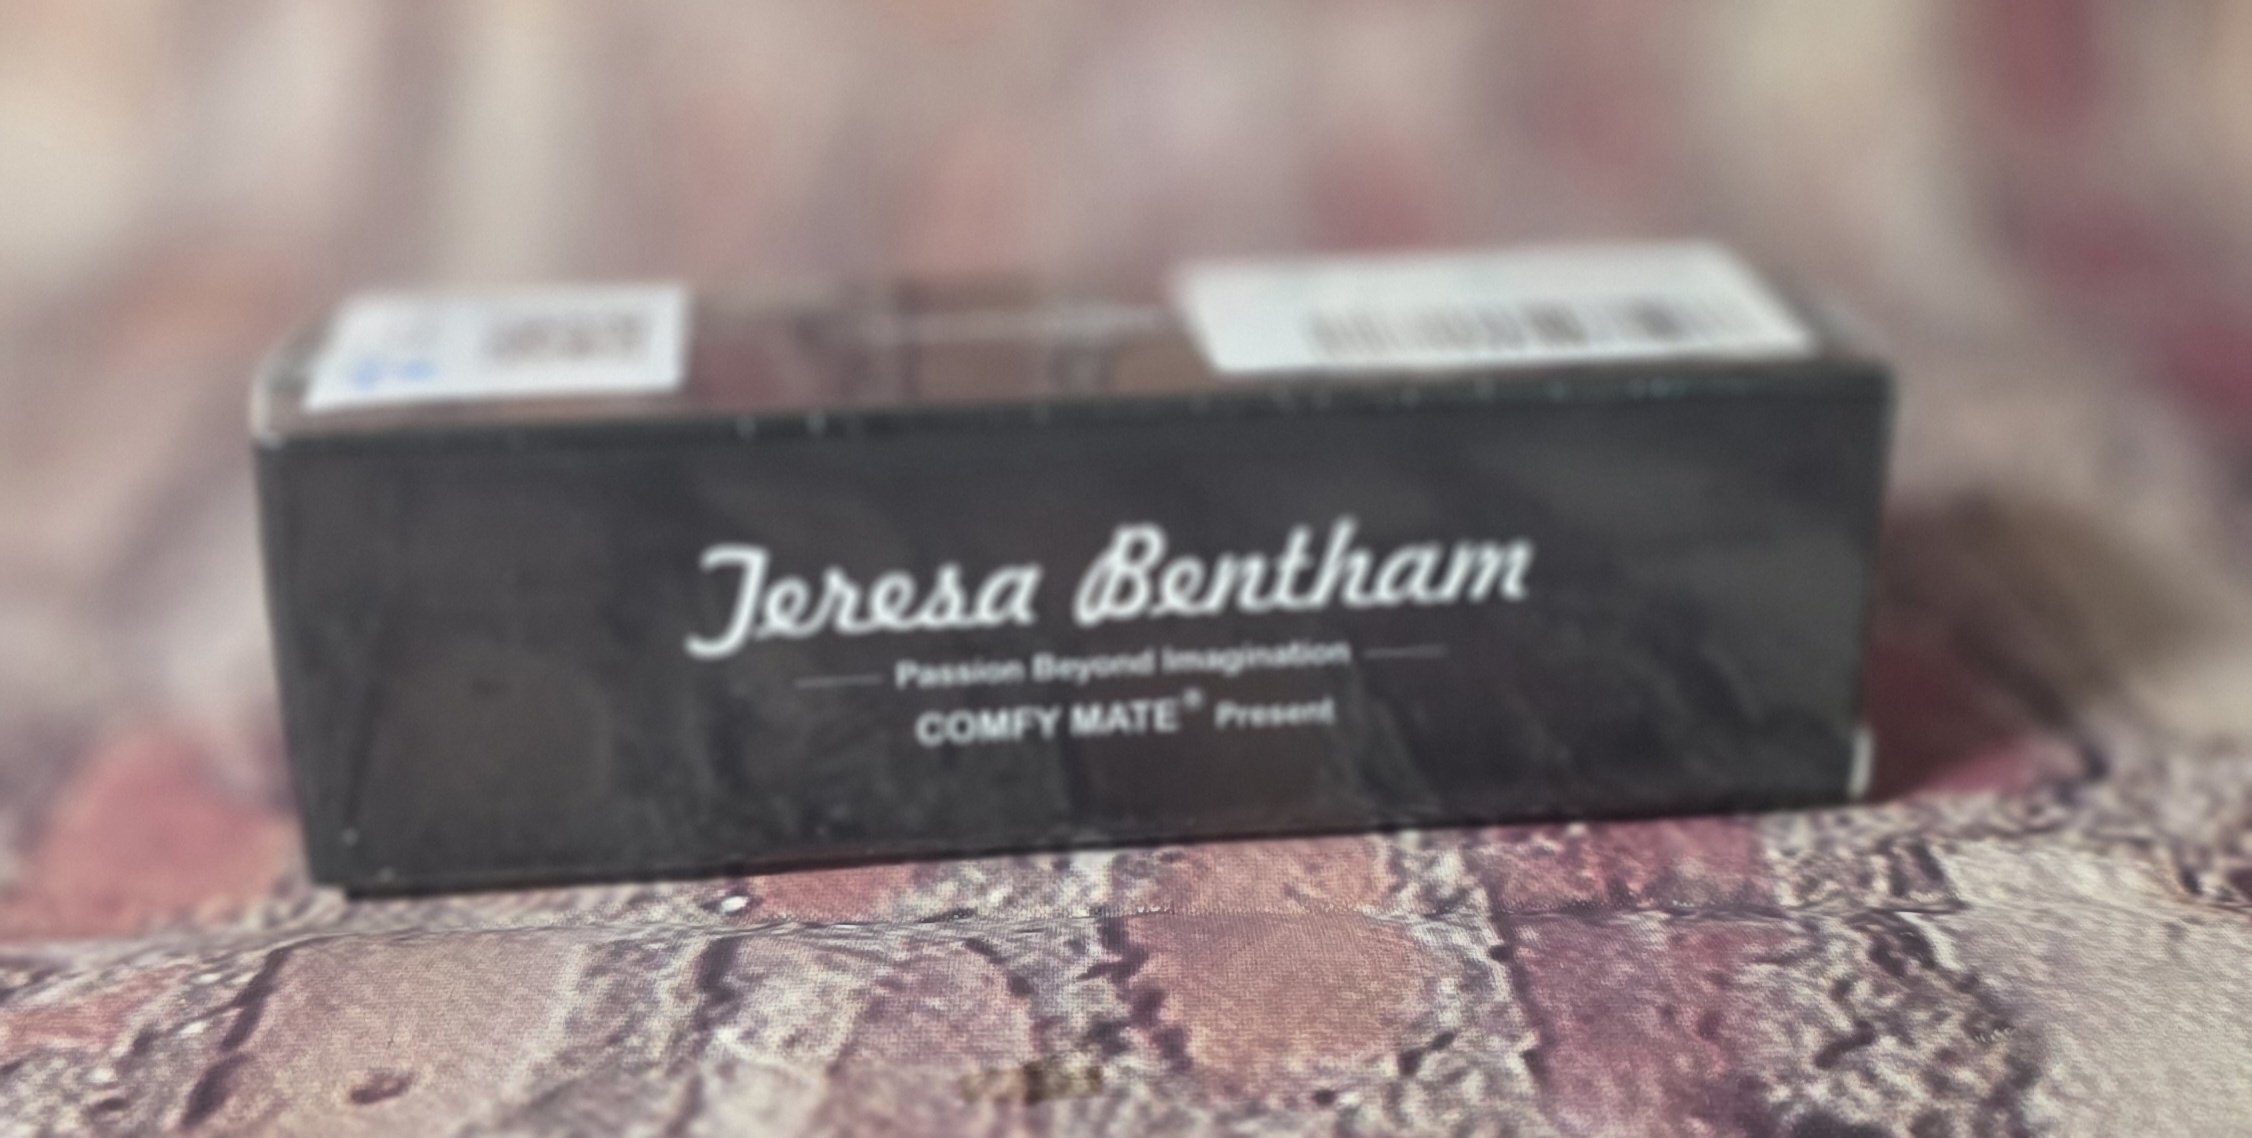 Teresa Bentham
Passion Beyond Imagination
COMFY MATE® Present